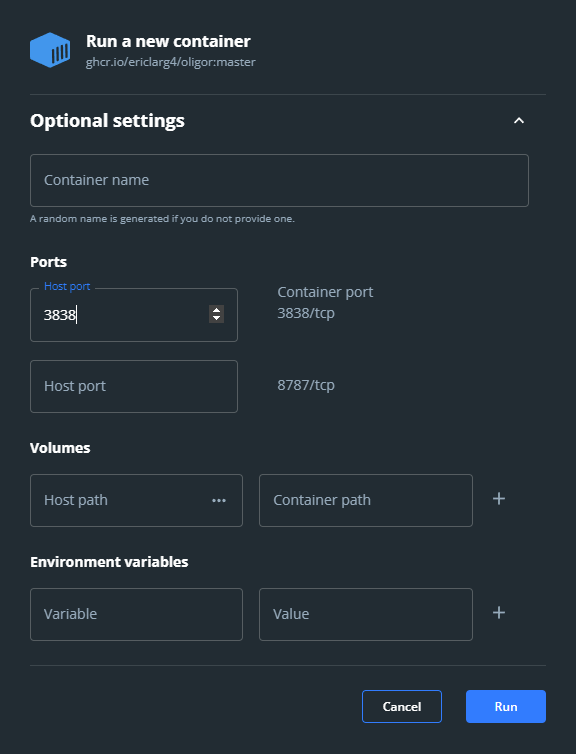 Run a new container
ghcr.io/ericlarg4/oligor:master
Optional settings
Container name
A random name is generated if you do not provide one.
Ports
Host port
3838
Container port
3838/tcp
Host port
8787/tcp
Volumes
Host path
Container path
Environment variables
Variable
Value
Cancel
Run